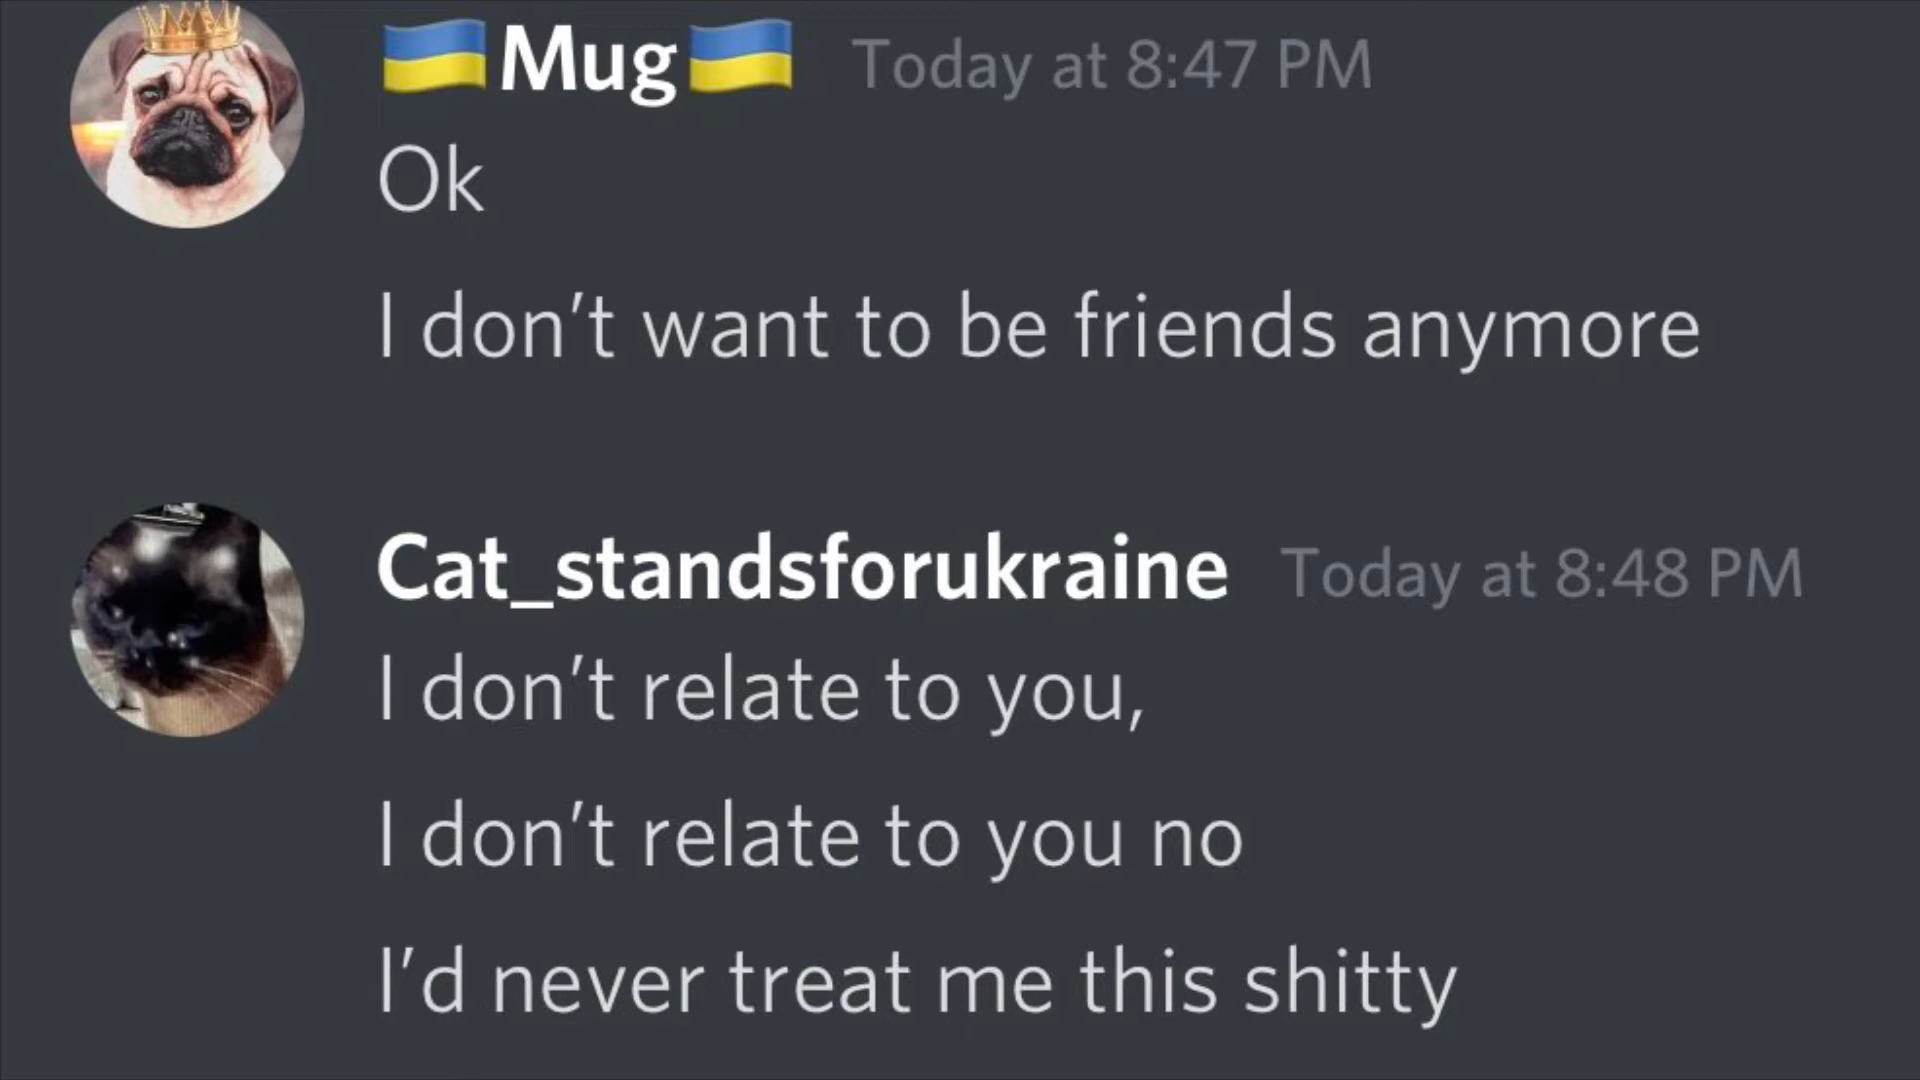 🇺🇦Mug🇺🇦 Today at 8:47 PM
Ok
I don’t want to be friends anymore
Cat_standsforukraine Today at 8:48 PM
I don’t relate to you,
I don’t relate to you no
I’d never treat me this shitty